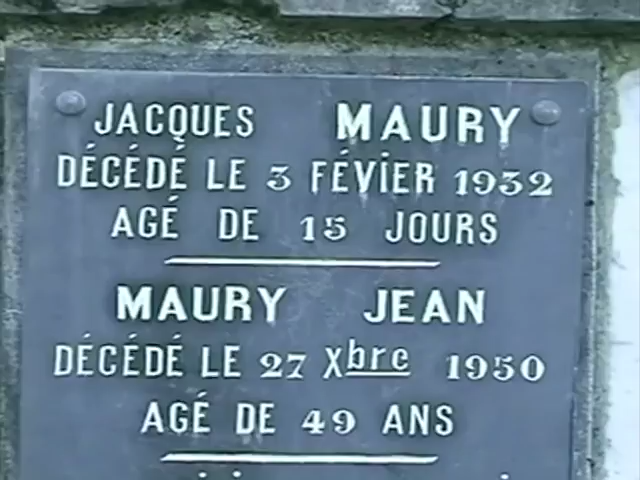 JACQUES MAURY
DÉCÉDÉ LE 3 FÉVIER 1932
AGÉ DE 15 JOURS
MAURY JEAN
DÉCÉDÉ LE 27 Xbre 1950
AGÉ DE 49 ANS